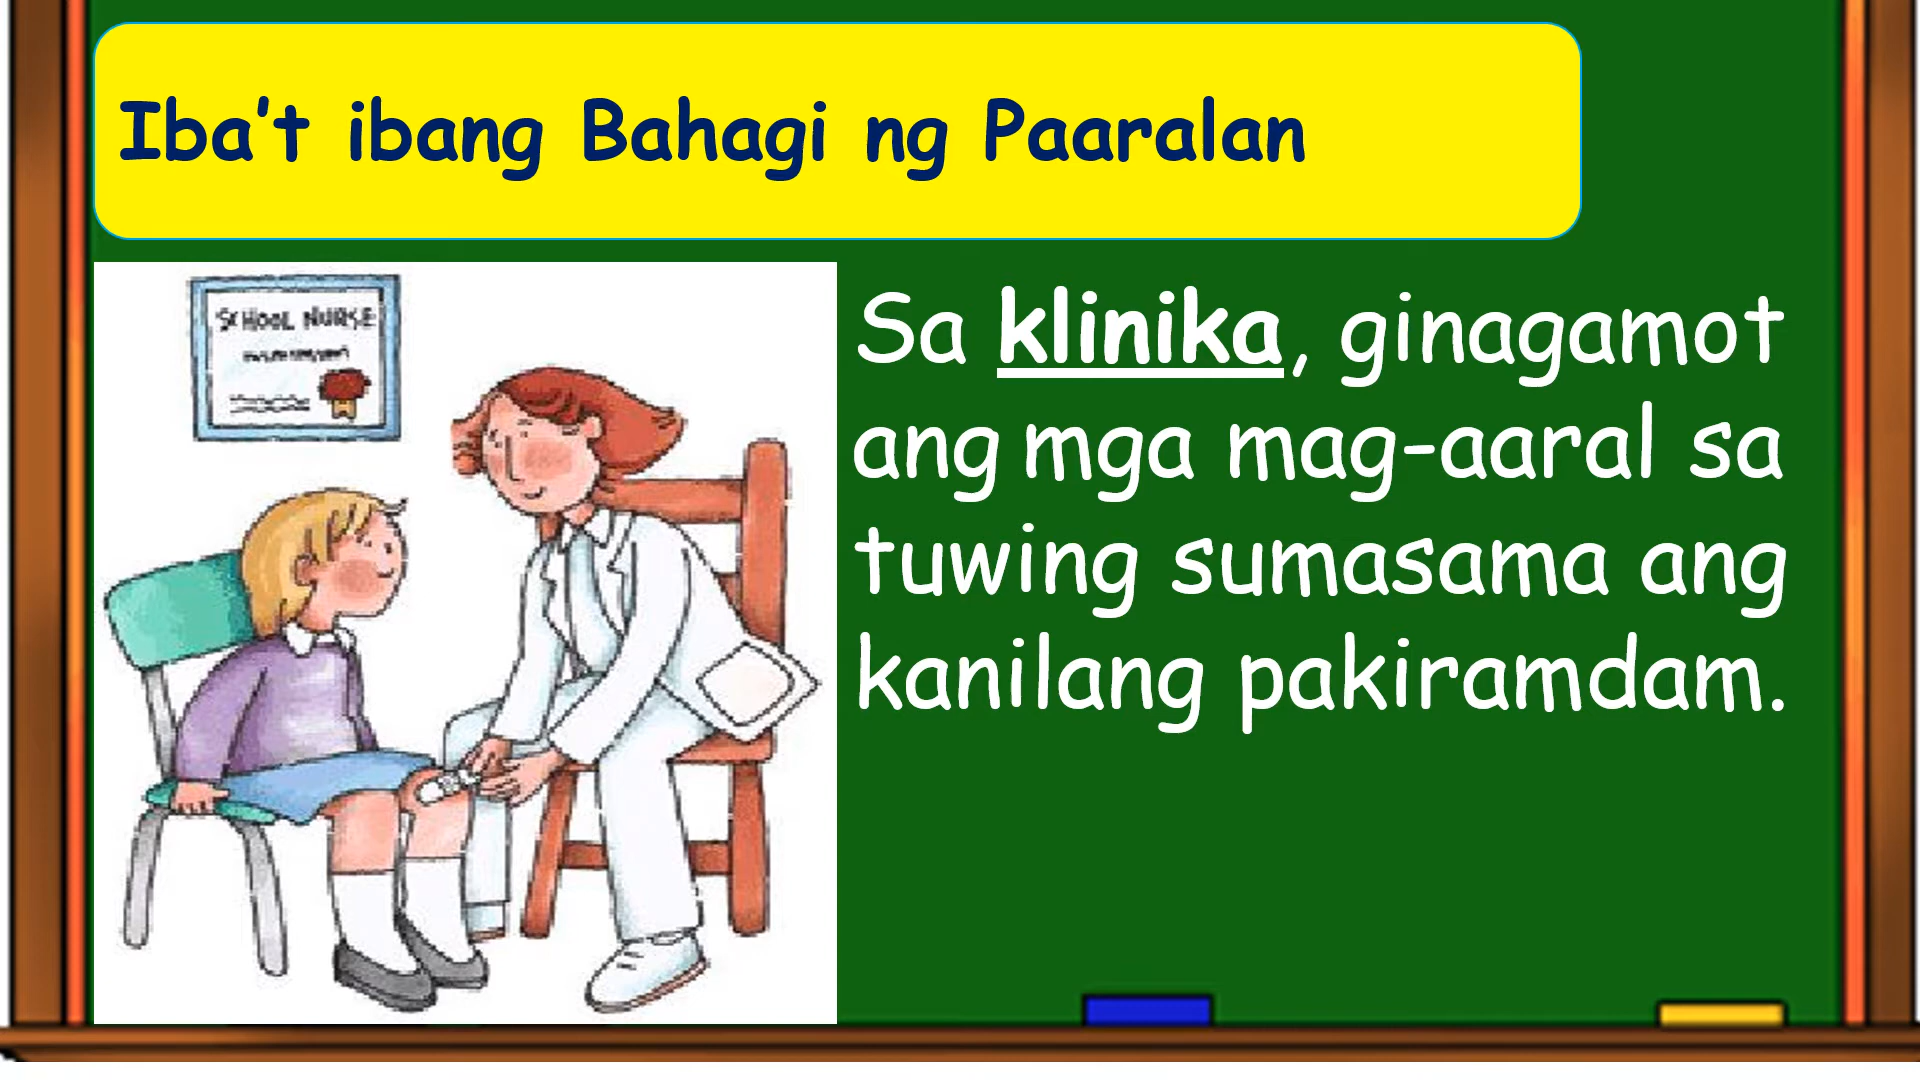 Iba’t ibang Bahagi ng Paaralan
SCHOOL NURSE
Sa klinika, ginagamot
ang mga mag-aaral sa
tuwing sumasama ang
kanilang pakiramdam.